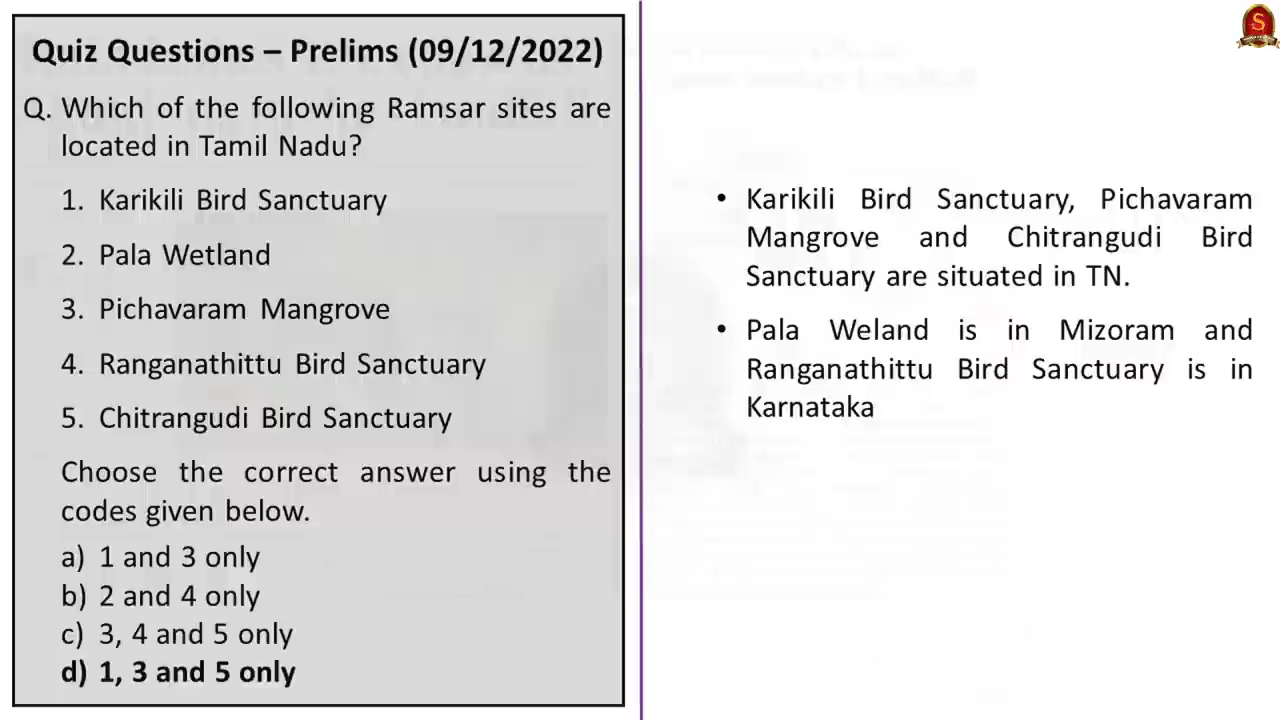 Quiz Questions – Prelims (09/12/2022)
Q. Which of the following Ramsar sites are
located in Tamil Nadu?
1. Karikili Bird Sanctuary
2. Pala Wetland
3. Pichavaram Mangrove
4. Ranganathittu Bird Sanctuary
5. Chitrangudi Bird Sanctuary
Choose the correct answer using the
codes given below.
a) 1 and 3 only
b) 2 and 4 only
c) 3, 4 and 5 only
d) 1, 3 and 5 only
• Karikili Bird Sanctuary, Pichavaram
Mangrove and Chitrangudi Bird
Sanctuary are situated in TN.
• Pala Weland is in Mizoram and
Ranganathittu Bird Sanctuary is in
Karnataka
S